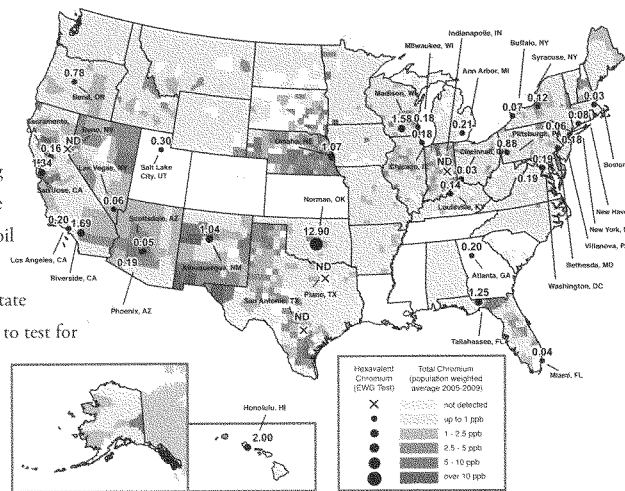 Indianapolis, IN
Milwaukee, WI
Buffalo, NY
Syracuse, NY
Ann Arbor, MI
Madison, WI
0.78
Bend, OR
1.58
0.18
0.18
0.21
0.07
0.12
0.03
0.08
Boston
Sacramento, CA
ND
Reno, NV
0.16
1.34
San Jose, CA
0.30
Salt Lake
City, UT
Omaha, NE
1.07
Chicago, IL
ND
Cincinnati, OH
0.03
0.88
Pittsburgh, PA
0.06
0.18
0.19
0.19
0.14
Louisville, KY
Las Vegas, NV
0.06
Norman, OK
12.90
New Haven
New York,
Villanova, P
Bethesda, MD
Washington, DC
0.20
1.69
Los Angeles, CA
Riverside, CA
Scottsdale, AZ
0.05
0.19
Phoenix, AZ
1.04
Albuquerque, NM
ND
Plano, TX
San Antonio, TX
ND
0.20
Atlanta, GA
1.25
Tallahassee, FL
0.04
Miami, FL
oil
tate
to test for
Honolulu, HI
2.00
Hexavalent
Chromium
(EWG Test)
Total Chromium
(population weighted
average 2005-2009)
not detected
up to 1 ppb
1 - 2.5 ppb
2.5 - 5 ppb
5 - 10 ppb
over 10 ppb